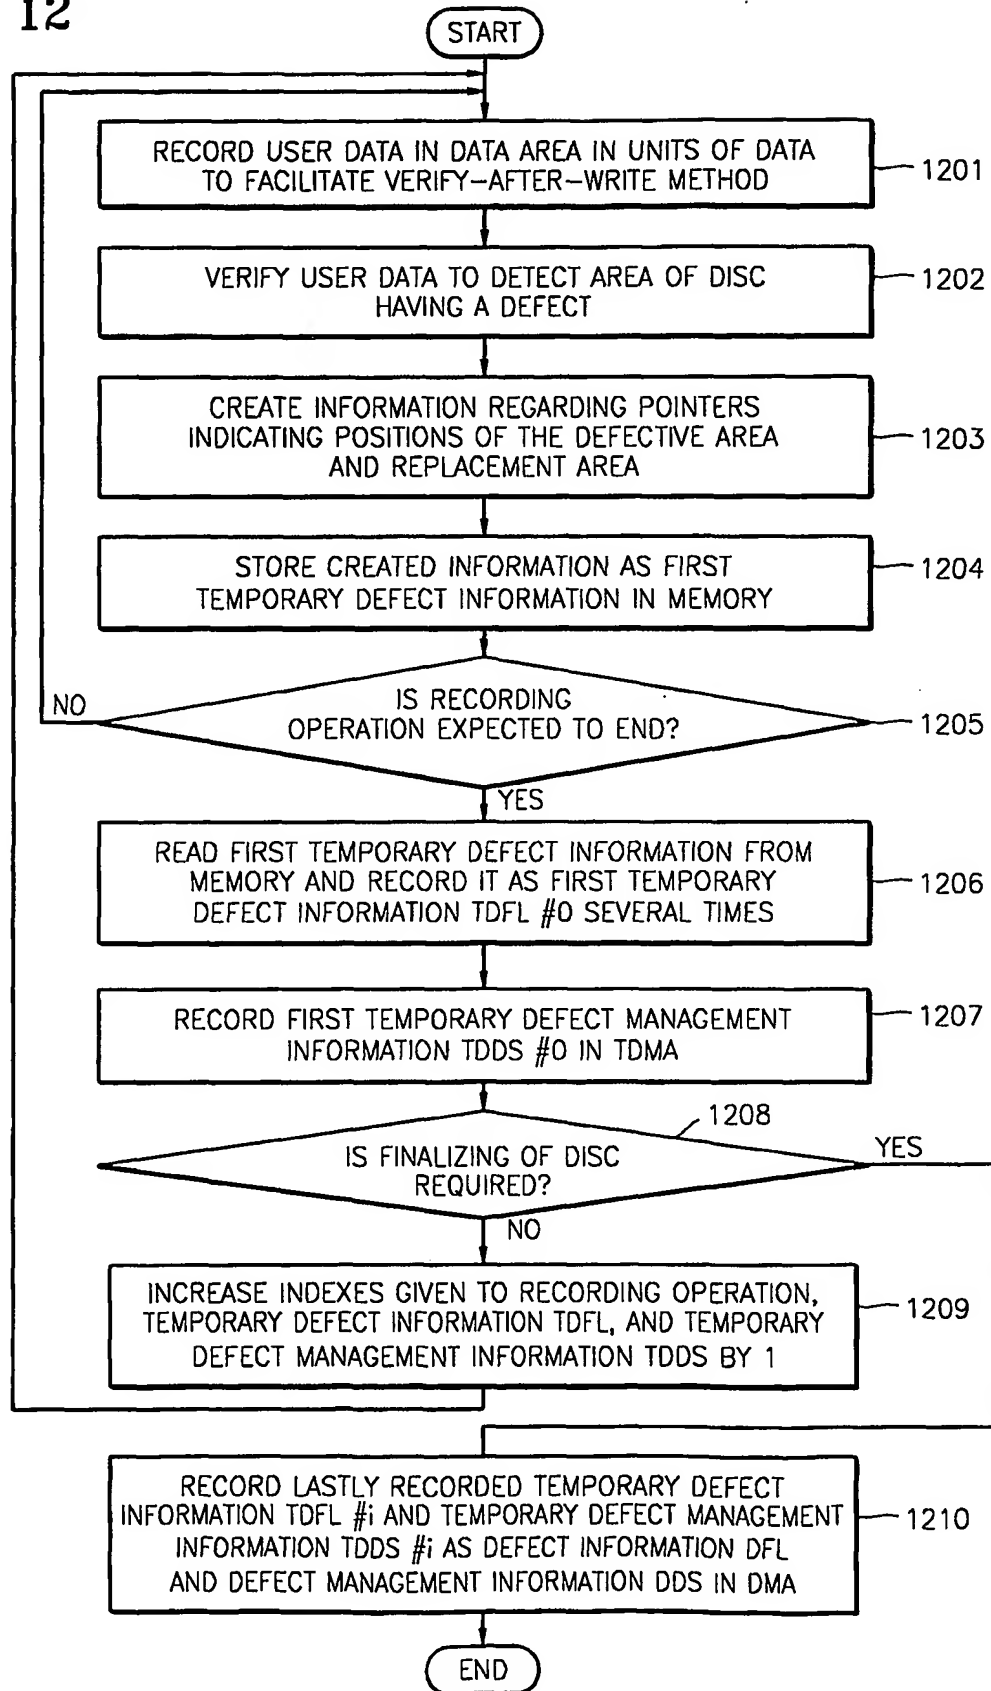 12
START
RECORD USER DATA IN DATA AREA IN UNITS OF DATA
TO FACILITATE VERIFY-AFTER-WRITE METHOD
1201
VERIFY USER DATA TO DETECT AREA OF DISC
HAVING A DEFECT
1202
CREATE INFORMATION REGARDING POINTERS
INDICATING POSITIONS OF THE DEFECTIVE AREA
AND REPLACEMENT AREA
1203
STORE CREATED INFORMATION AS FIRST
TEMPORARY DEFECT INFORMATION IN MEMORY
1204
IS RECORDING
OPERATION EXPECTED TO END?
1205
NO
YES
READ FIRST TEMPORARY DEFECT INFORMATION FROM
MEMORY AND RECORD IT AS FIRST TEMPORARY
DEFECT INFORMATION TDFL #0 SEVERAL TIMES
1206
RECORD FIRST TEMPORARY DEFECT MANAGEMENT
INFORMATION TDDS #0 IN TDMA
1207
1208
IS FINALIZING OF DISC
REQUIRED?
YES
NO
INCREASE INDEXES GIVEN TO RECORDING OPERATION,
TEMPORARY DEFECT INFORMATION TDFL, AND TEMPORARY
DEFECT MANAGEMENT INFORMATION TDDS BY 1
1209
RECORD LASTLY RECORDED TEMPORARY DEFECT
INFORMATION TDFL #i AND TEMPORARY DEFECT MANAGEMENT
INFORMATION TDDS #i AS DEFECT INFORMATION DFL
AND DEFECT MANAGEMENT INFORMATION DDS IN DMA
1210
END